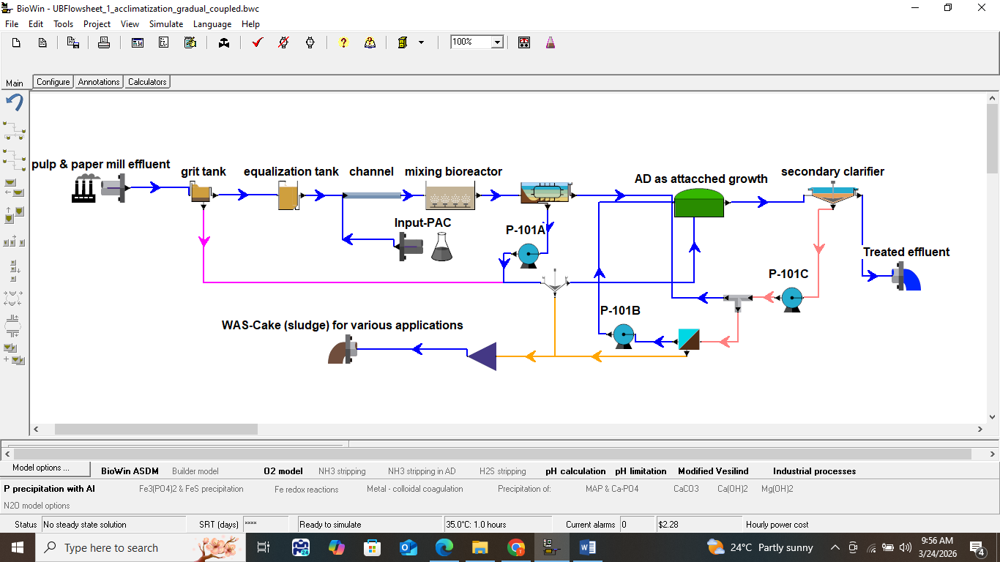 BioWin - UBFlowsheet_1_acclimatization_gradual_coupled.bwc
File Edit Tools Project View Simulate Language Help
100%
Main Configure Annotations Calculators
pulp & paper mill effluent
grit tank
equalization tank
channel
mixing bioreactor
AD as attacched growth
secondary clarifier
Input-PAC
P-101A
Treated effluent
P-101C
P-101B
WAS-Cake (sludge) for various applications
Model options ... BioWin ASDM Builder model O2 model NH3 stripping NH3 stripping in AD H2S stripping pH calculation pH limitation Modified Vesilind Industrial processes
P precipitation with Al Fe3(PO4)2 & FeS precipitation Fe redox reactions Metal - colloidal coagulation Precipitation of: MAP & Ca-PO4 CaCO3 Ca(OH)2 Mg(OH)2
N2O model options
Status No steady state solution SRT (days) **** Ready to simulate 35.0°C: 1.0 hours Current alarms 0 $2.28 Hourly power cost
Type here to search 24°C Partly sunny 9:56 AM
3/24/2026 4